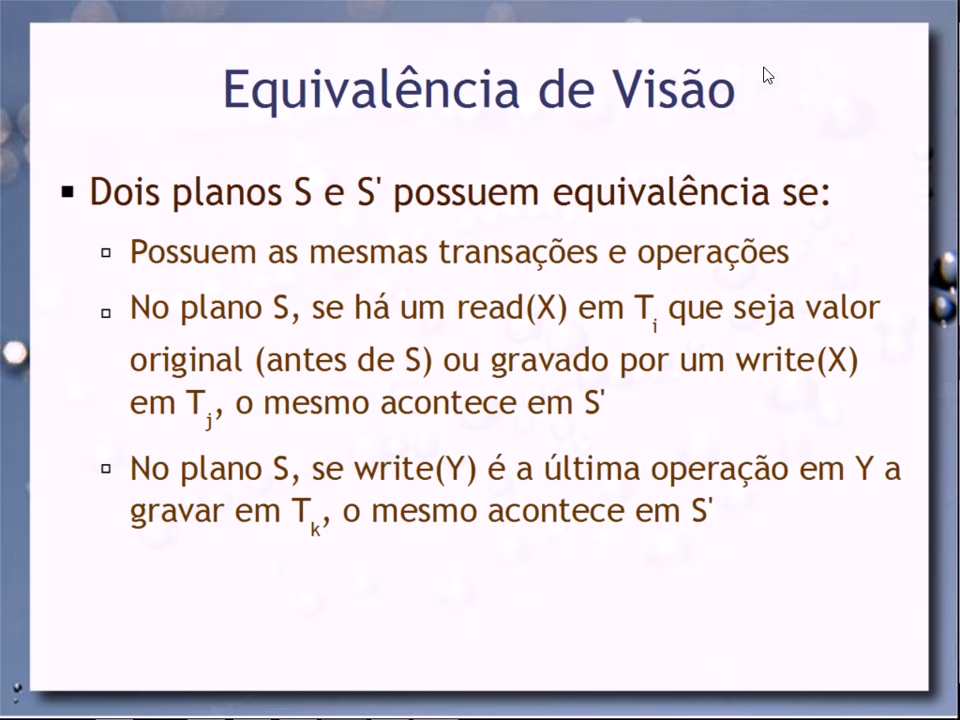 Equivalência de Visão
Dois planos S e S' possuem equivalência se:
Possuem as mesmas transações e operações
No plano S, se há um read(X) em Ti que seja valor
original (antes de S) ou gravado por um write(X)
em Tj, o mesmo acontece em S'
No plano S, se write(Y) é a última operação em Y a
gravar em Tk, o mesmo acontece em S'